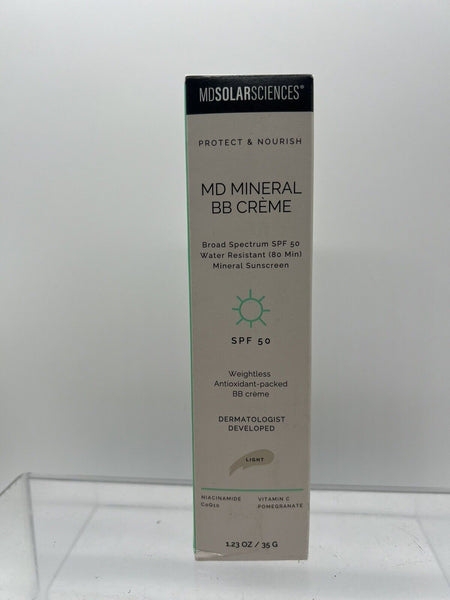 MDSOLARSCIENCES®
PROTECT & NOURISH
MD MINERAL
BB CRÈME
Broad Spectrum SPF 50
Water Resistant (80 Min)
Mineral Sunscreen
SPF 50
Weightless
Antioxidant-packed
BB crème
DERMATOLOGIST
DEVELOPED
LIGHT
NIACINAMIDE VITAMIN C
CoQ10 POMEGRANATE
1.23 OZ / 35 G